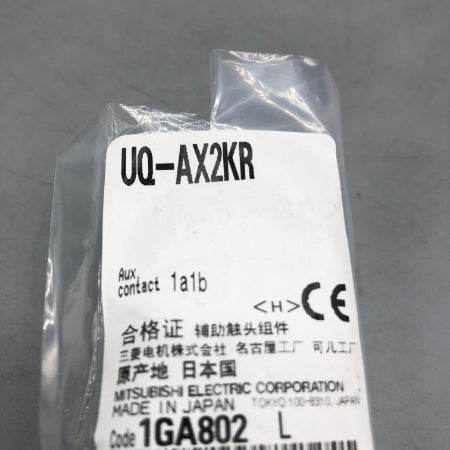 UQ-AX2KR
Aux.
contact 1a1b
<H> CE
合格证 辅助触头组件
三菱电机株式会社 名古屋工厂 可儿工厂
原产地 日本国
MITSUBISHI ELECTRIC CORPORATION
MADE IN JAPAN TOKYO 100-8310, JAPAN
Code 1GA802 L